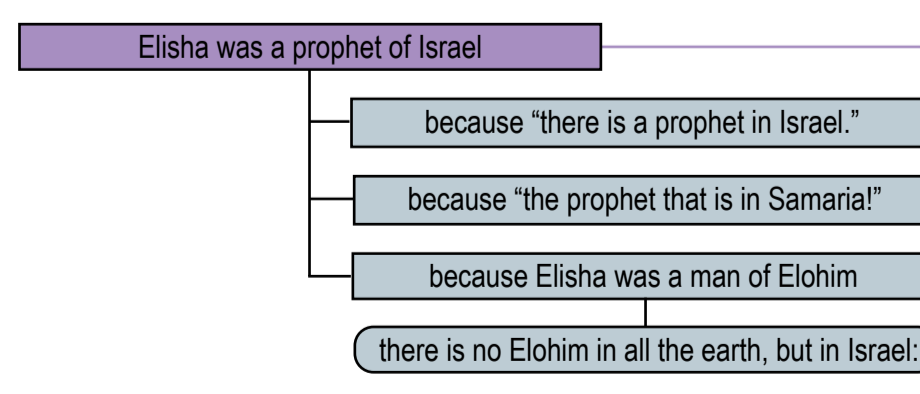 Elisha was a prophet of Israel
because “there is a prophet in Israel.”
because “the prophet that is in Samaria!”
because Elisha was a man of Elohim
there is no Elohim in all the earth, but in Israel: